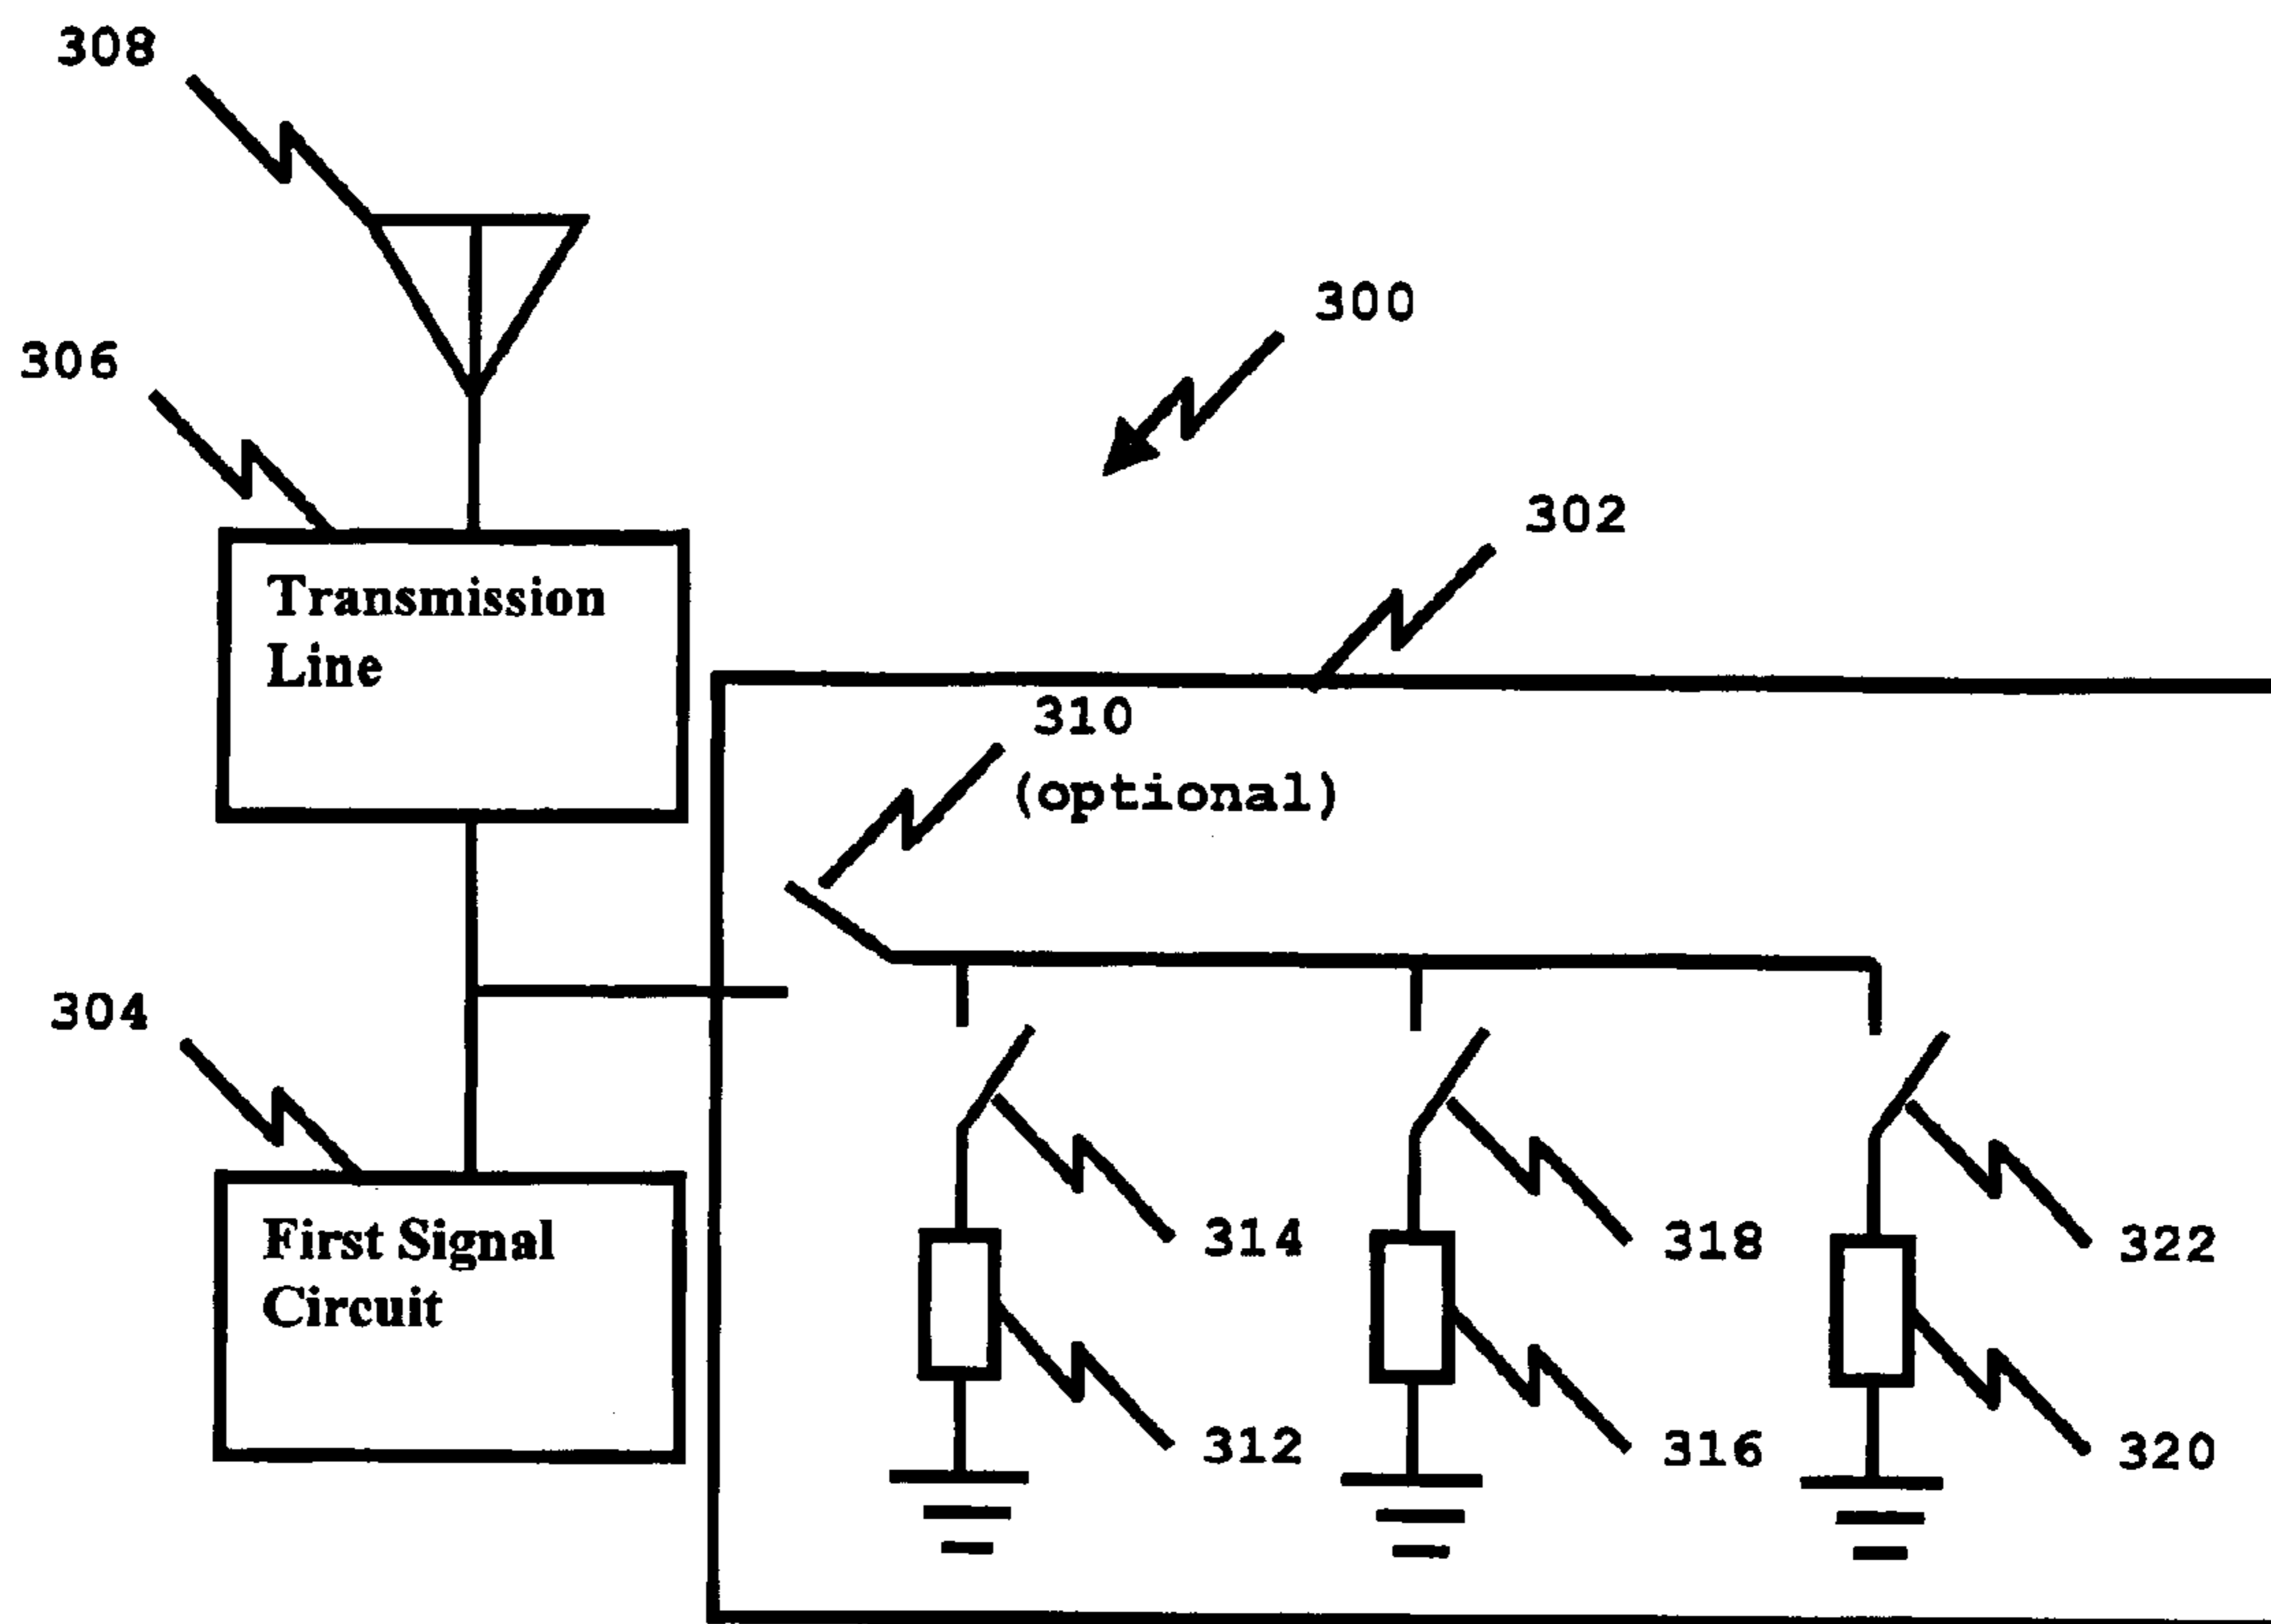 308
300
306
302
Transmission
Line
310
(optional)
304
First Signal
Circuit
314
318
322
312
316
320